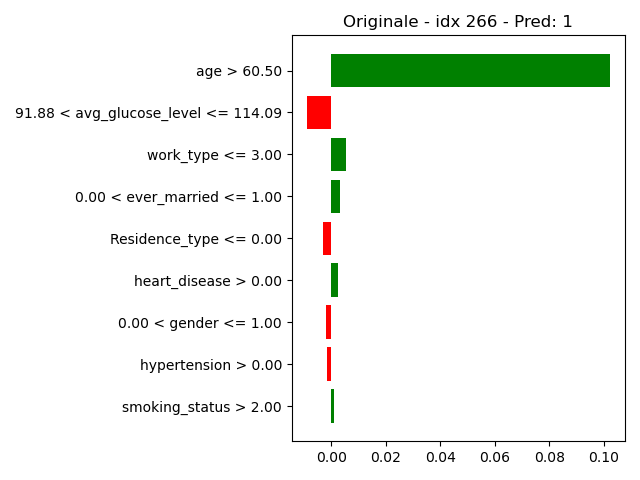 Originale - idx 266 - Pred: 1
age > 60.50
91.88 < avg_glucose_level <= 114.09
work_type <= 3.00
0.00 < ever_married <= 1.00
Residence_type <= 0.00
heart_disease > 0.00
0.00 < gender <= 1.00
hypertension > 0.00
smoking_status > 2.00
0.00 0.02 0.04 0.06 0.08 0.10